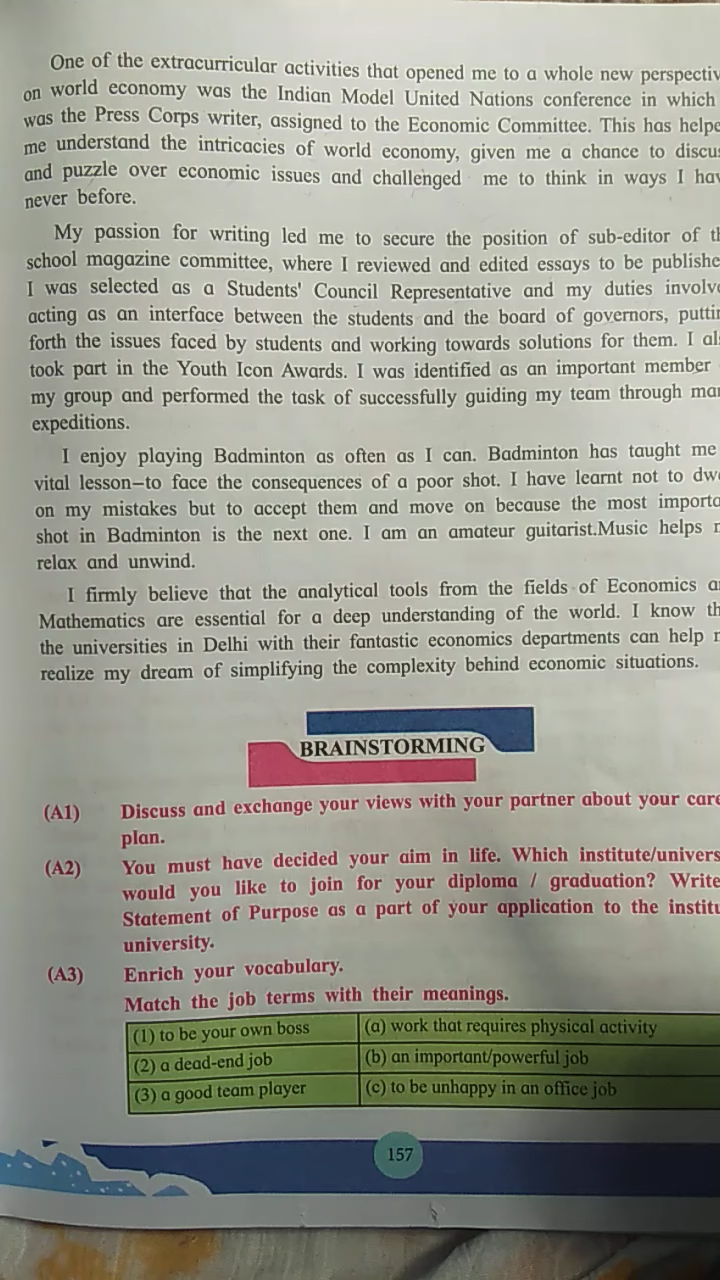 One of the extracurricular activities that opened me to a whole new perspectiv
on world economy was the Indian Model United Nations conference in which
was the Press Corps writer, assigned to the Economic Committee. This has helpe
me understand the intricacies of world economy, given me a chance to discus
and puzzle over economic issues and challenged me to think in ways I hav
never before.
My passion for writing led me to secure the position of sub-editor of th
school magazine committee, where I reviewed and edited essays to be publishe
I was selected as a Students' Council Representative and my duties involve
acting as an interface between the students and the board of governors, puttin
forth the issues faced by students and working towards solutions for them. I als
took part in the Youth Icon Awards. I was identified as an important member
my group and performed the task of successfully guiding my team through man
expeditions.
I enjoy playing Badminton as often as I can. Badminton has taught me
vital lesson–to face the consequences of a poor shot. I have learnt not to dwe
on my mistakes but to accept them and move on because the most importa
shot in Badminton is the next one. I am an amateur guitarist.Music helps m
relax and unwind.
I firmly believe that the analytical tools from the fields of Economics a
Mathematics are essential for a deep understanding of the world. I know th
the universities in Delhi with their fantastic economics departments can help m
realize my dream of simplifying the complexity behind economic situations.
BRAINSTORMING
(A1) Discuss and exchange your views with your partner about your care
plan.
(A2) You must have decided your aim in life. Which institute/univers
would you like to join for your diploma / graduation? Write
Statement of Purpose as a part of your application to the institu
university.
(A3) Enrich your vocabulary.
Match the job terms with their meanings.
(1) to be your own boss (a) work that requires physical activity
(2) a dead-end job (b) an important/powerful job
(3) a good team player (c) to be unhappy in an office job
157